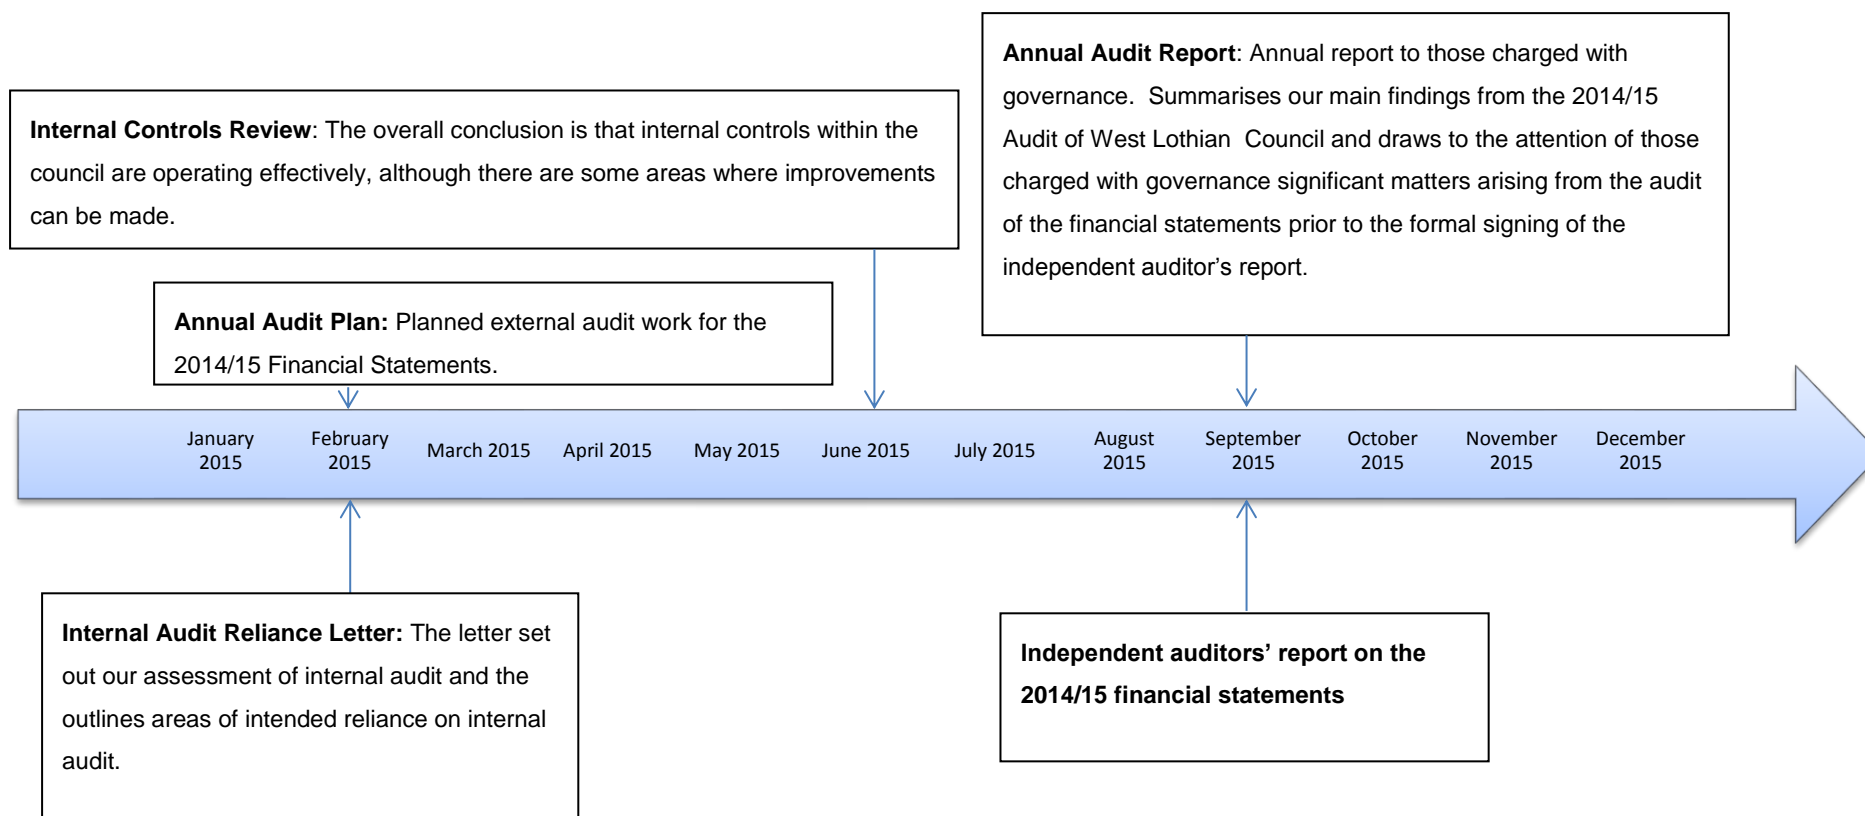 Annual Audit Report: Annual report to those charged with
governance.  Summarises our main findings from the 2014/15
Audit of West Lothian  Council and draws to the attention of those
charged with governance significant matters arising from the audit
of the financial statements prior to the formal signing of the
independent auditor’s report.
Internal Controls Review: The overall conclusion is that internal controls within the
council are operating effectively, although there are some areas where improvements
can be made.
Annual Audit Plan: Planned external audit work for the
2014/15 Financial Statements.
January
2015
February
2015
March 2015
April 2015
May 2015
June 2015
July 2015
August
2015
September
2015
October
2015
November
2015
December
2015
Internal Audit Reliance Letter: The letter set
out our assessment of internal audit and the
outlines areas of intended reliance on internal
audit.
Independent auditors’ report on the
2014/15 financial statements